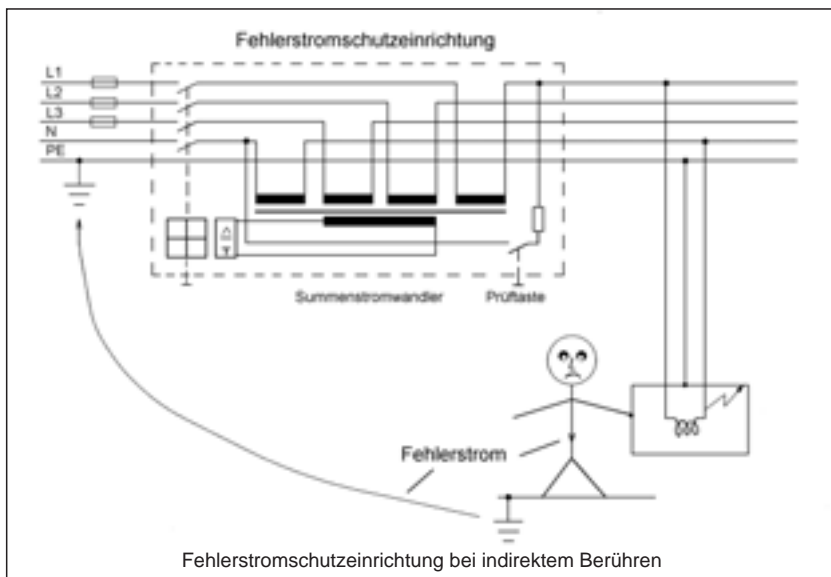 Fehlerstromschutzeinrichtung
L1
L2
L3
N
PE
Summenstromwandler
Prüftaste
Fehlerstrom
Fehlerstromschutzeinrichtung bei indirektem Berühren